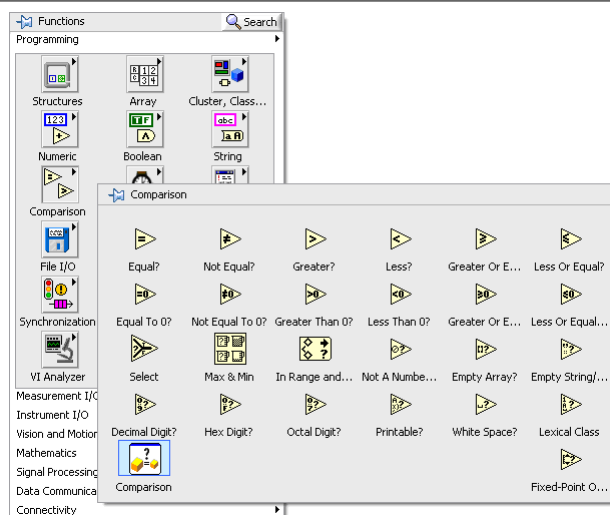 Functions
Search
Programming
Structures
Array
Cluster, Class...
Numeric
Boolean
String
Comparison
File I/O
Synchronization
VI Analyzer
Measurement I/O
Instrument I/O
Vision and Motion
Mathematics
Signal Processing
Data Communica
Connectivity
Comparison
Equal?
Not Equal?
Greater?
Less?
Greater Or E...
Less Or Equal?
Equal To 0?
Not Equal To 0?
Greater Than 0?
Less Than 0?
Greater Or E...
Less Or Equal...
Select
Max & Min
In Range and...
Not A Numbe...
Empty Array?
Empty String/...
Decimal Digit?
Hex Digit?
Octal Digit?
Printable?
White Space?
Lexical Class
Comparison
Fixed-Point O...